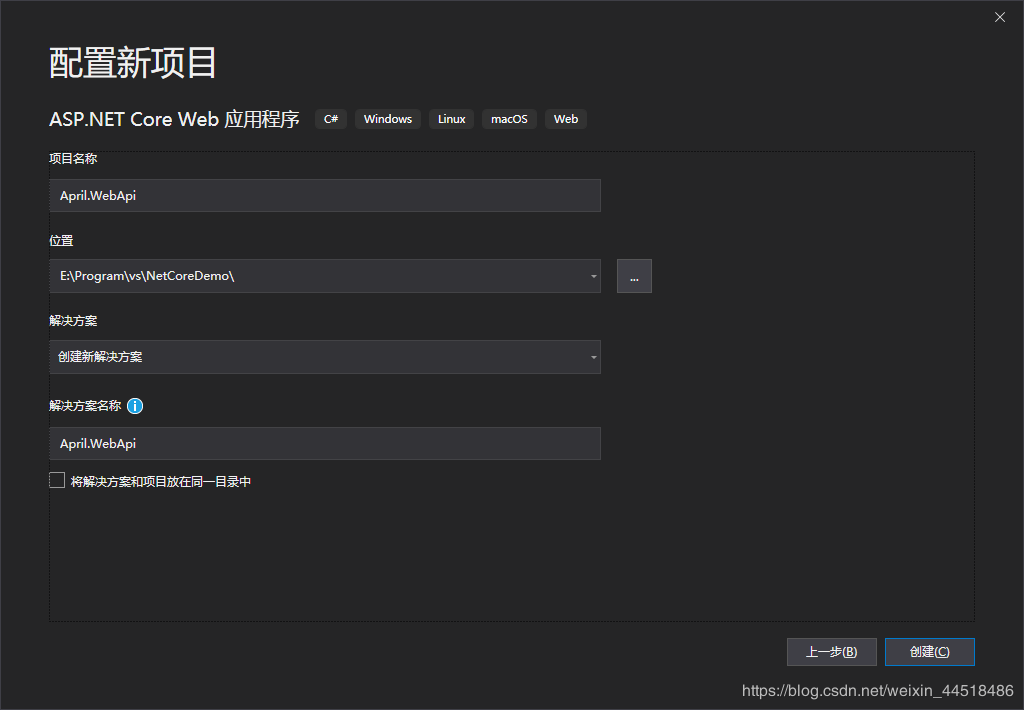 配置新项目
ASP.NET Core Web 应用程序 C# Windows Linux macOS Web
项目名称
April.WebApi
位置
E:\Program\vs\NetCoreDemo\
...
解决方案
创建新解决方案
解决方案名称
April.WebApi
将解决方案和项目放在同一目录中
上一步(B) 创建(C)
https://blog.csdn.net/weixin_44518486